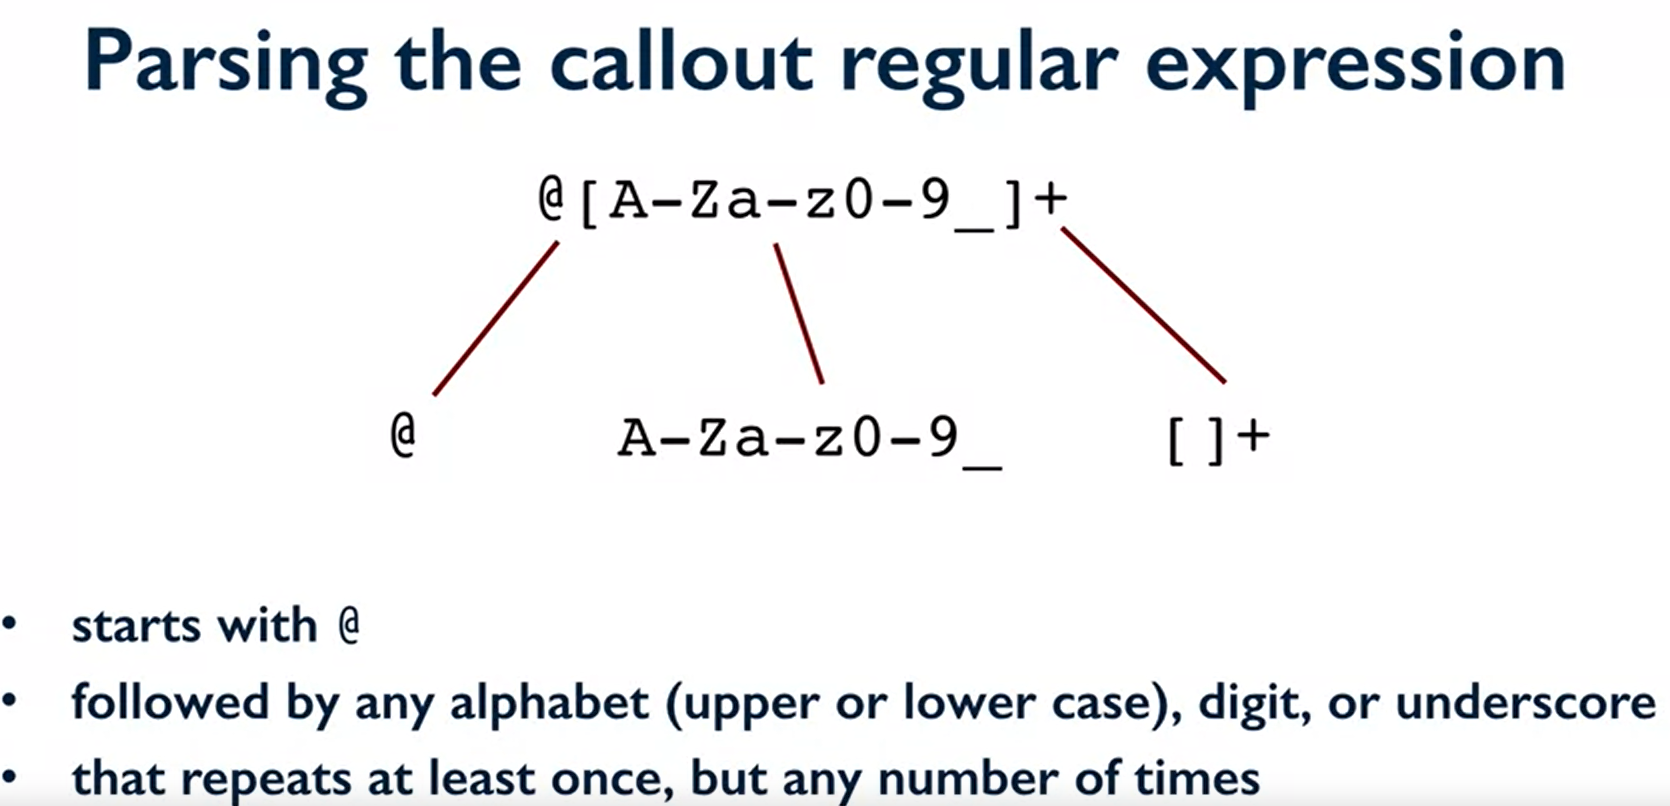 Parsing the callout regular expression
@[A-Za-z0-9_]+
@ A-Za-z0-9_ []+
• starts with @
• followed by any alphabet (upper or lower case), digit, or underscore
• that repeats at least once, but any number of times